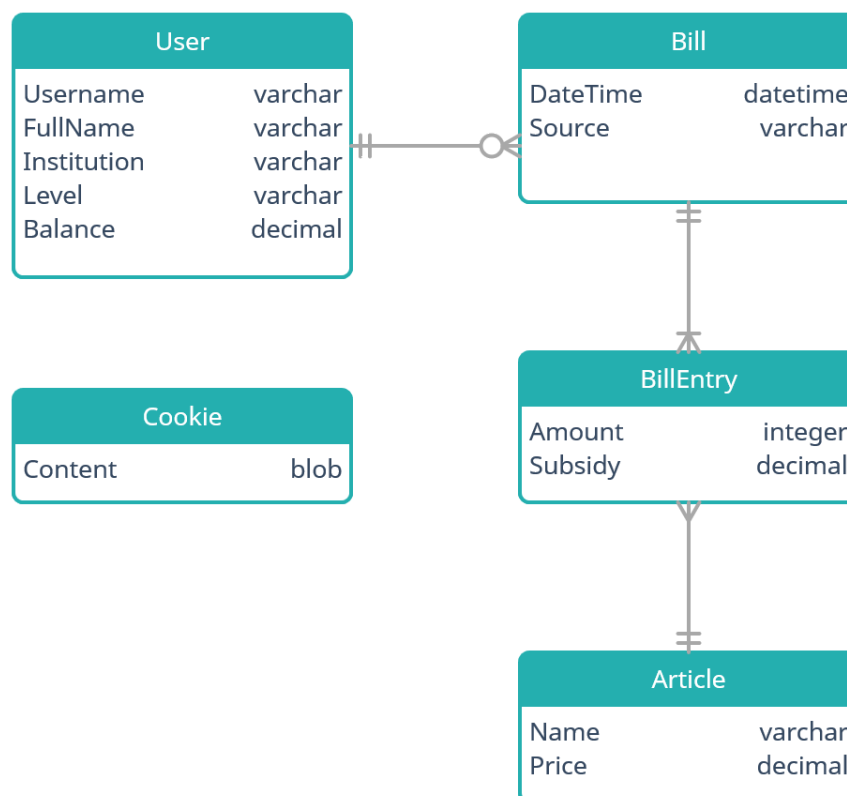 User
Username varchar
FullName varchar
Institution varchar
Level varchar
Balance decimal
Bill
DateTime datetime
Source varchar
Cookie
Content blob
BillEntry
Amount integer
Subsidy decimal
Article
Name varchar
Price decimal